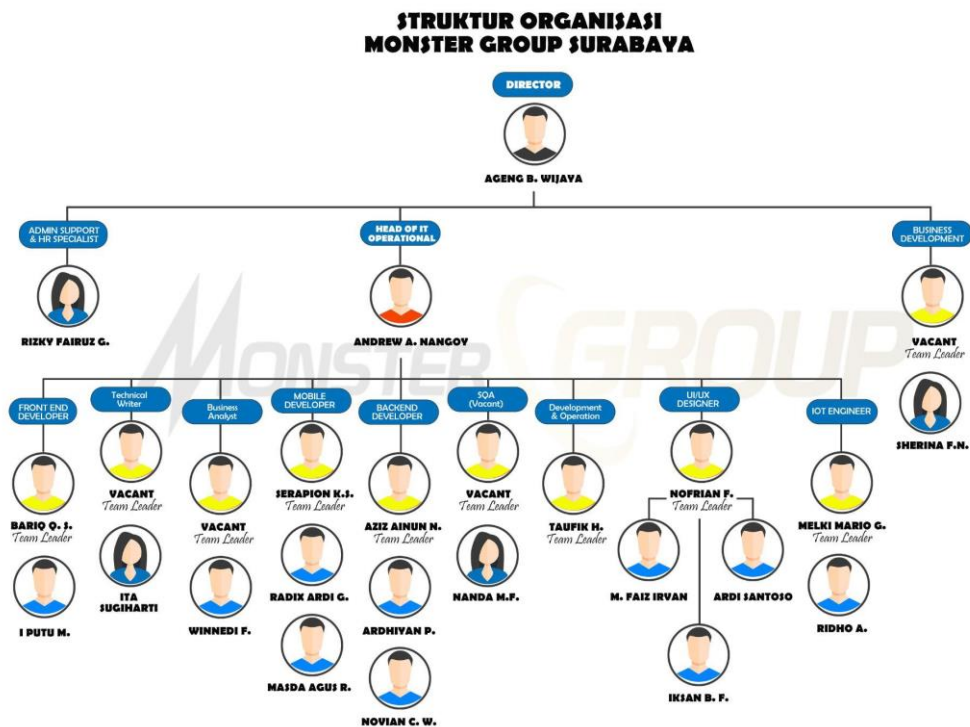 STRUKTUR ORGANISASI
MONSTER GROUP SURABAYA
DIRECTOR
AGENG B. WIJAYA
ADMIN SUPPORT
& HR SPECIALIST
RIZKY FAIRUZ G.
HEAD OF IT
OPERATIONAL
ANDREW A. NANGOY
BUSINESS
DEVELOPMENT
VACANT
Team Leader
SHERINA F.N.
MONSTER GROUP
FRONT END
DEVELOPER
BARIQ Q. S.
Team Leader
I PUTU M.
Technical
Writer
VACANT
Team Leader
ITA
SUGIHARTI
Business
Analyst
VACANT
Team Leader
WINNEDI F.
MOBILE
DEVELOPER
SERAPION K.S.
Team Leader
RADIX ARDI G.
MASDA AGUS R.
BACKEND
DEVELOPER
AZIZ AINUN N.
Team Leader
ARDHIYAN P.
NOVIAN C. W.
SQA
(Vacant)
VACANT
Team Leader
NANDA M.F.
Development
& Operation
TAUFIK H.
Team Leader
UI/UX
DESIGNER
NOFRIAN F.
Team Leader
M. FAIZ IRVAN
ARDI SANTOSO
IKSAN B. F.
IOT ENGINEER
MELKI MARIO G.
Team Leader
RIDHO A.